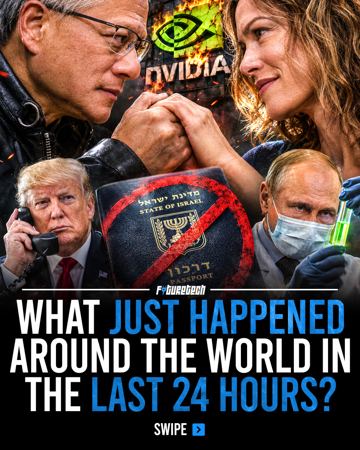 NVIDIA
מדינת ישראל
STATE OF ISRAEL
דרכון
PASSPORT
Futuretech
WHAT JUST HAPPENED
AROUND THE WORLD IN
THE LAST 24 HOURS?
SWIPE